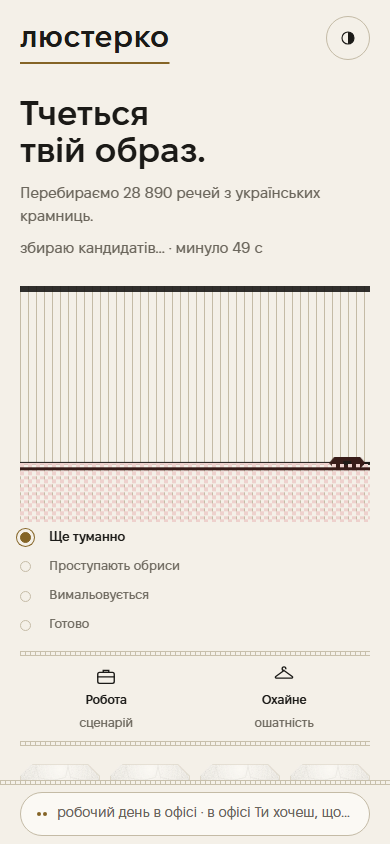 люстерко
Тчеться
твій образ.
Перебираємо 28 890 речей з українських
крамниць.
збираю кандидатів... · минуло 49 с
Ще туманно
Проступають обриси
Вимальовується
Готово
Робота
Охайне
сценарій
ошатність
робочий день в офісі · в офісі Ти хочеш, що...